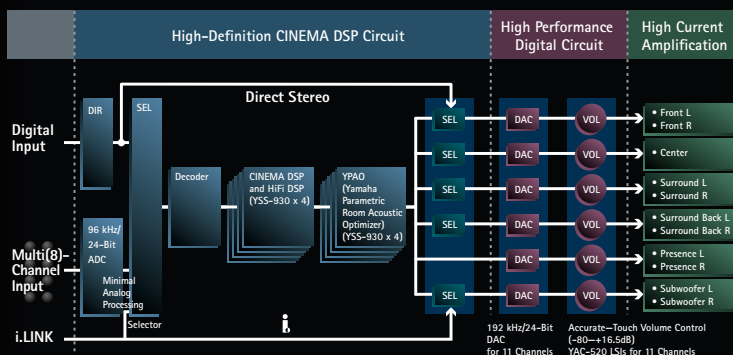 High-Definition CINEMA DSP Circuit
High Performance
Digital Circuit
High Current
Amplification
Direct Stereo
Digital
Input
DIR
SEL
Decoder
CINEMA DSP
and HiFi DSP
(YSS-930 x 4)
YPAO
(Yamaha
Parametric
Room Acoustic
Optimizer)
(YSS-930 x 4)
96 kHz/
24-Bit
ADC
Multi(8)-
Channel
Input
Minimal
Analog
Processing
Selector
i.LINK
i.
SEL
DAC
VOL
• Front L
• Front R
SEL
DAC
VOL
• Center
SEL
DAC
VOL
• Surround L
• Surround R
SEL
DAC
VOL
• Surround Back L
• Surround Back R
DAC
VOL
• Presence L
• Presence R
SEL
DAC
VOL
• Subwoofer L
• Subwoofer R
192 kHz/24-Bit
DAC
for 11 Channels
Accurate-Touch Volume Control
(-80—+16.5dB)
YAC-520 LSIs for 11 Channels